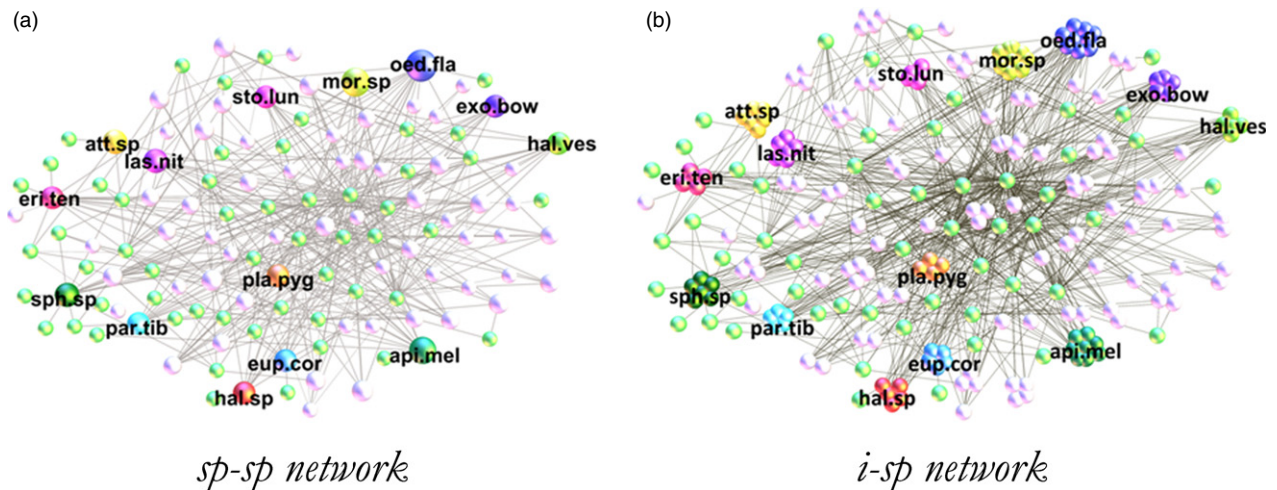 (a)
(b)
oed.fla
mor.sp
sto.lun
exo.bow
att.sp
hal.ves
las.nit
eri.ten
pla.pyg
sph.sp
par.tib
api.mel
eup.cor
hal.sp
oed.fla
mor.sp
sto.lun
exo.bow
att.sp
hal.ves
las.nit
eri.ten
pla.pyg
sph.sp
par.tib
api.mel
eup.cor
hal.sp
sp-sp network
i-sp network